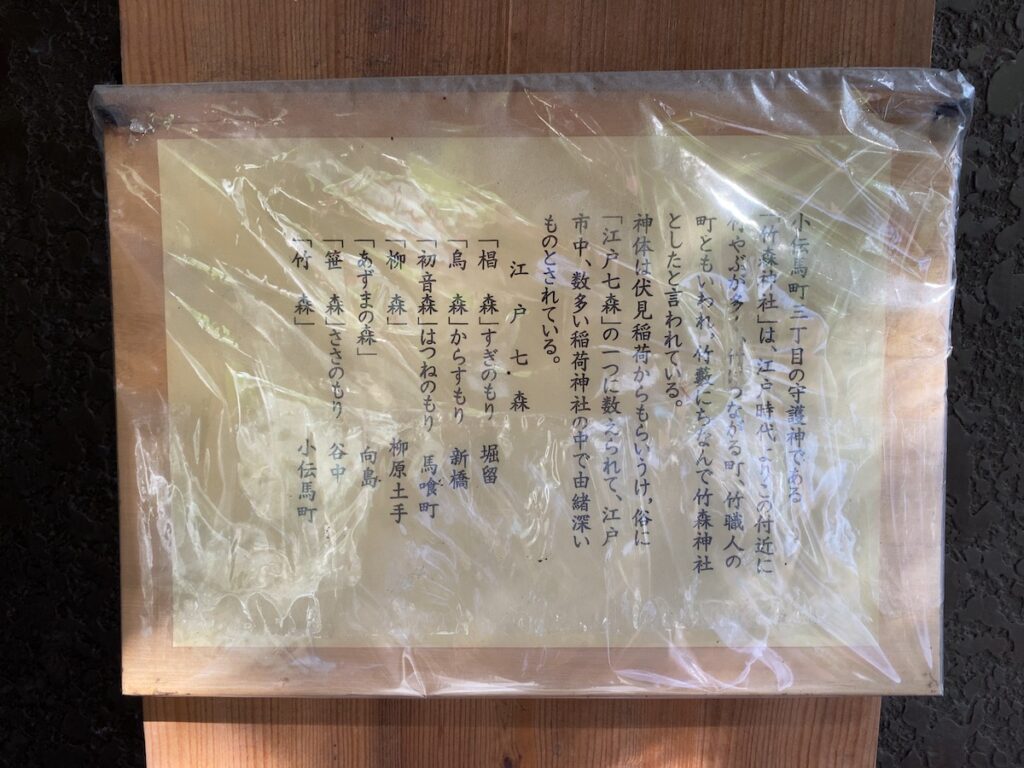 小伝馬町三丁目の守護神である
「竹森神社」は、江戸時代よりこの付近に
竹やぶが多く、竹につながる町、竹職人の
町ともいわれ、竹藪にちなんで竹森神社
としたと言われている。
神体は伏見稲荷からもらいうけ、俗に
「江戸七森」の一つに数えられて、江戸
市中、数多い稲荷神社の中で由緒深い
ものとされている。
江戸七森
「椙 森」すぎのもり 堀留
「烏 森」からすもり 新橋
「初音森」はつねのもり 馬喰町
「柳 森」 柳原土手
「あずまの森」 向島
「笹 森」ささのもり 谷中
「竹 森」 小伝馬町